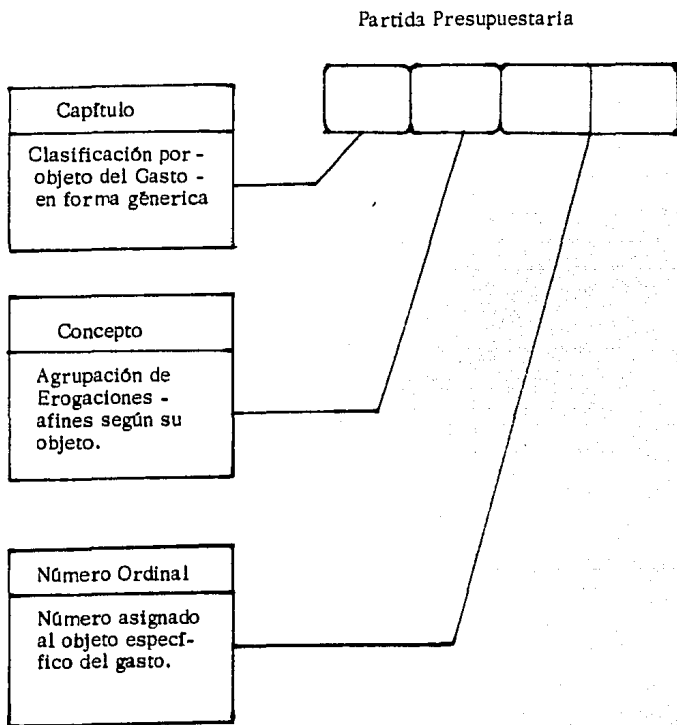 Partida Presupuestaria
Capítulo
Clasificación por -
objeto del Gasto -
en forma génerica
Concepto
Agrupación de
Erogaciones -
afines según su
objeto.
Número Ordinal
Número asignado
al objeto especí-
fico del gasto.